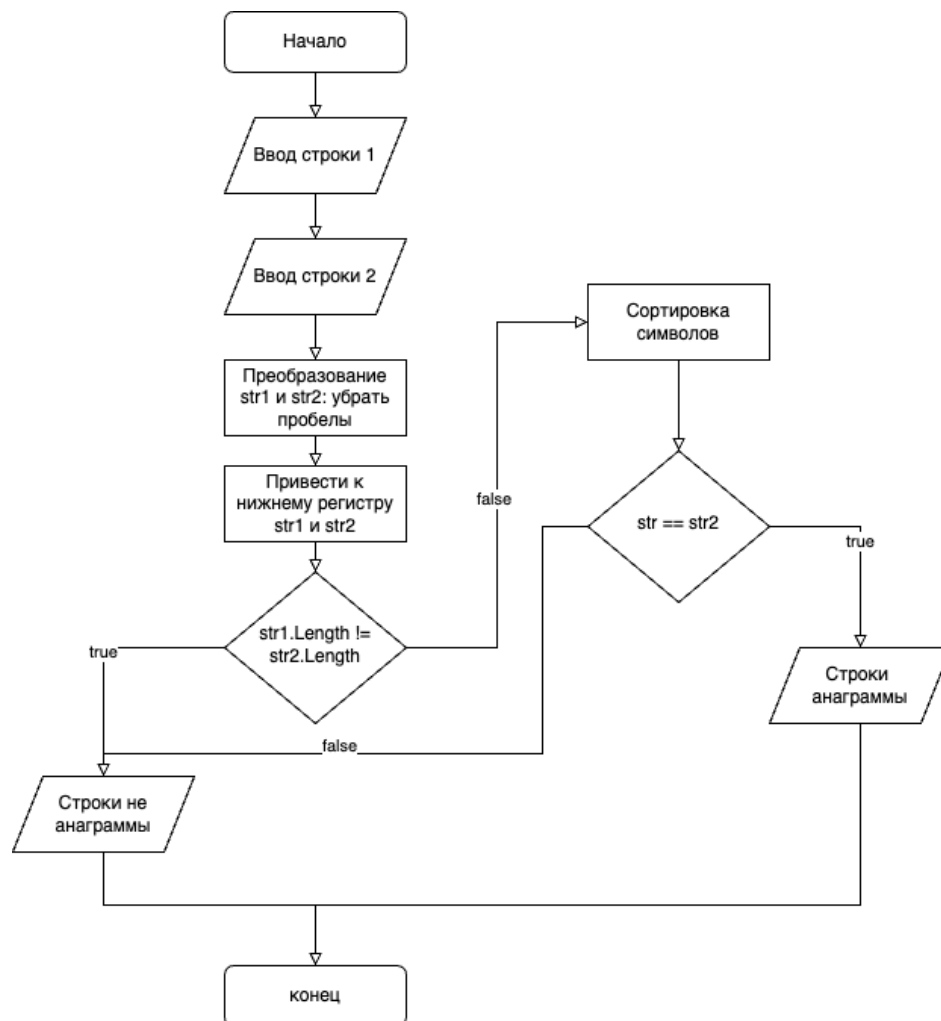 Начало
Ввод строки 1
Ввод строки 2
Преобразование
str1 и str2: убрать
пробелы
Привести к
нижнему регистру
str1 и str2
str1.Length !=
str2.Length
true
false
Сортировка
символов
str == str2
true
false
Строки
анаграммы
Строки не
анаграммы
конец